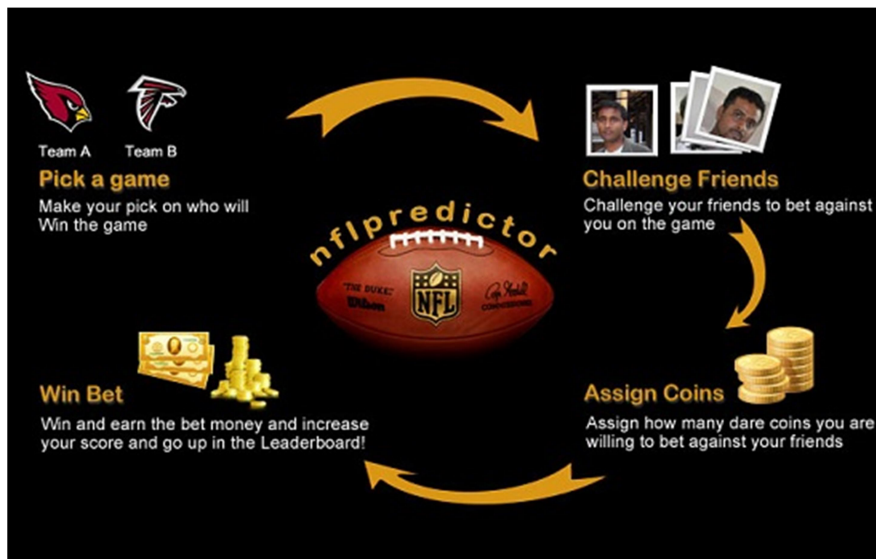 Team A
Team B
Pick a game
Make your pick on who will
Win the game
Challenge Friends
Challenge your friends to bet against
you on the game
nflpredictor
"THE DUKE"
Wilson
NFL
COMMISSIONER
Win Bet
Win and earn the bet money and increase
your score and go up in the Leaderboard!
Assign Coins
Assign how many dare coins you are
willing to bet against your friends